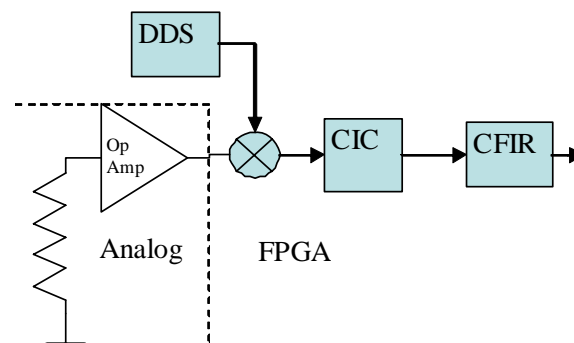 DDS
Op
Amp
CIC
CFIR
Analog
FPGA